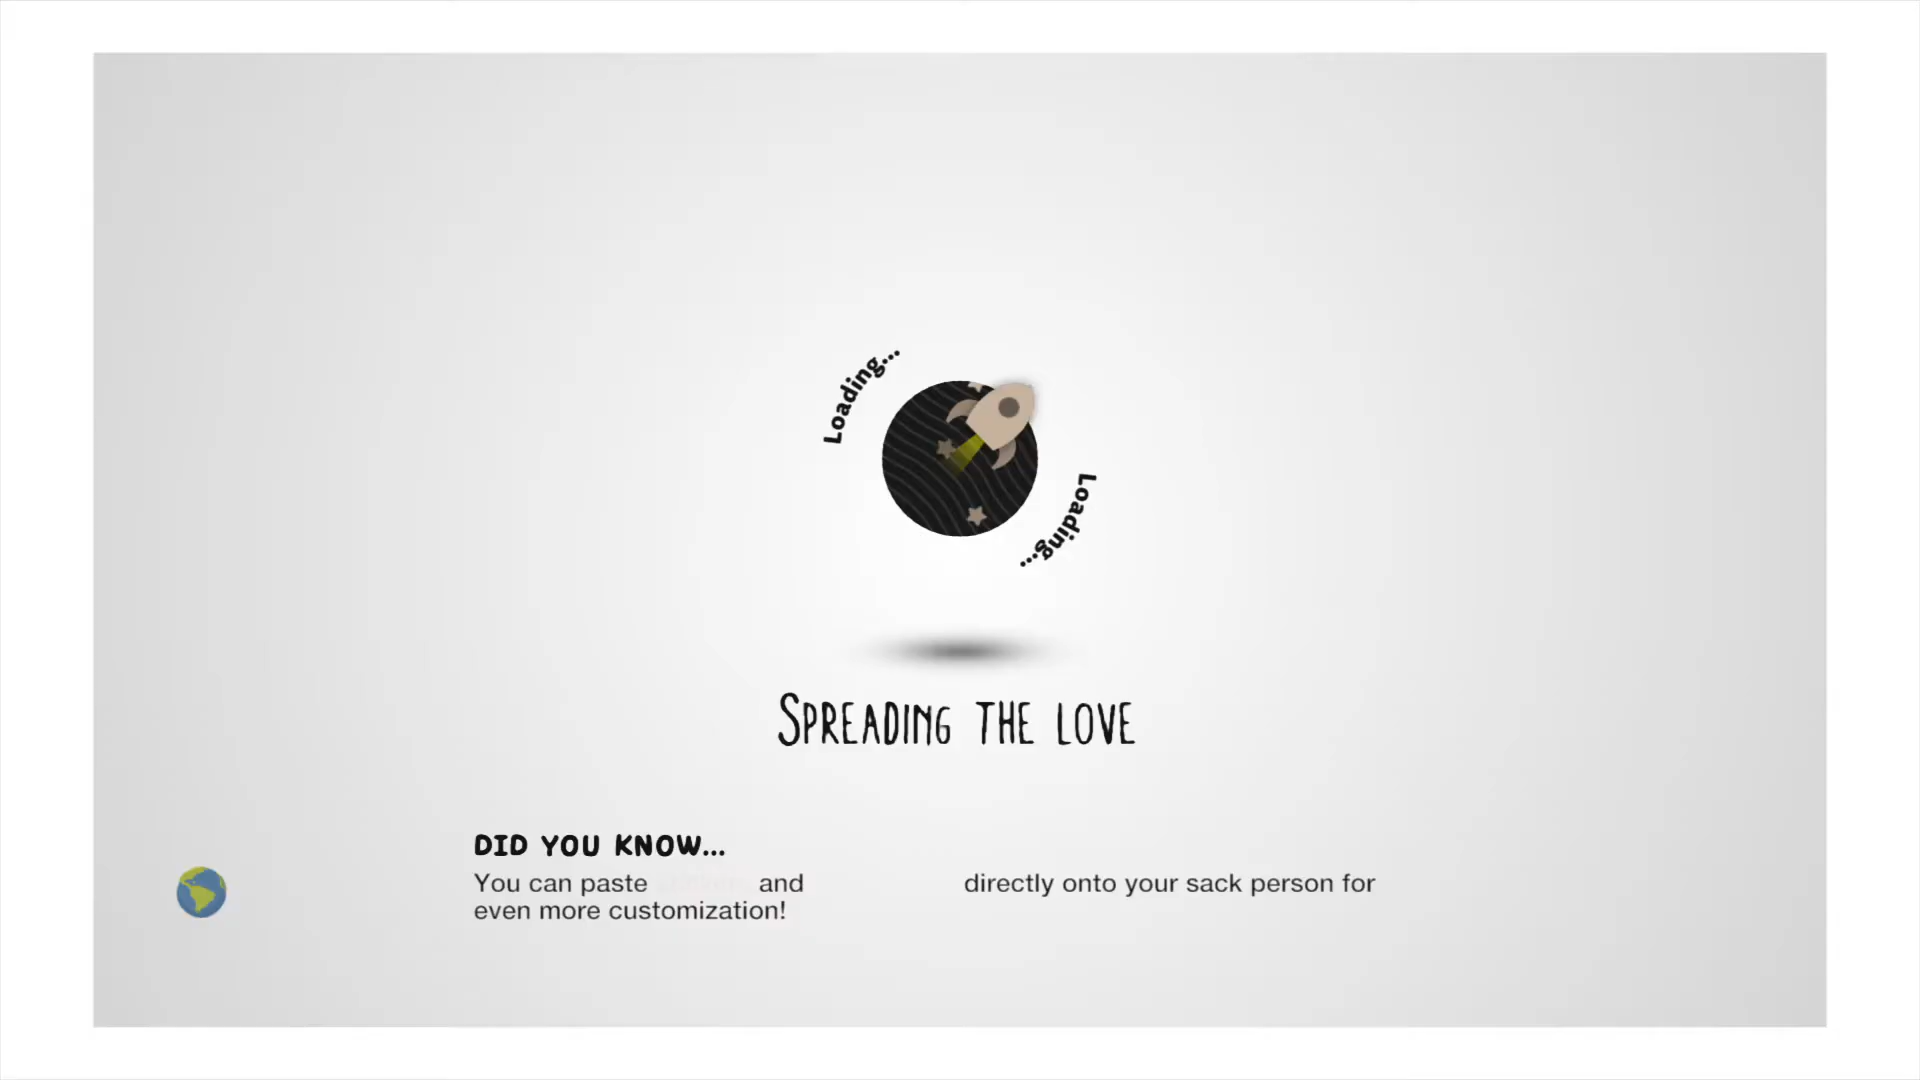 Loading...
Loading...
Spreading the love
DID YOU KNOW...
You can paste and directly onto your sack person for
even more customization!